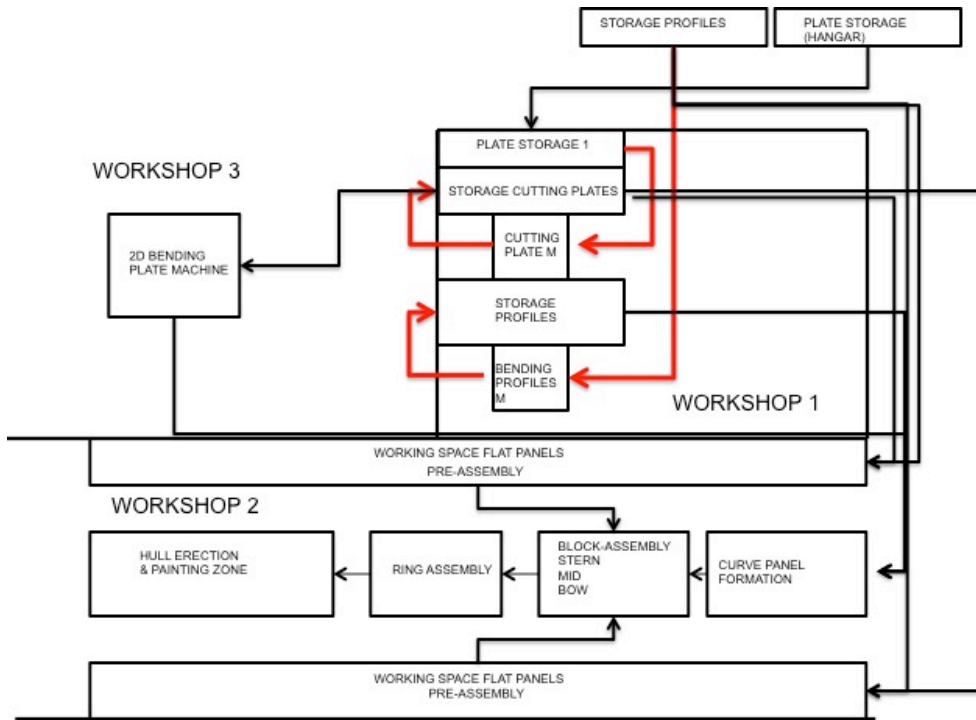 STORAGE PROFILES
PLATE STORAGE
(HANGAR)
PLATE STORAGE 1
WORKSHOP 3
STORAGE CUTTING PLATES
CUTTING
PLATE M
2D BENDING
PLATE MACHINE
STORAGE
PROFILES
BENDING
PROFILES
M
WORKSHOP 1
WORKING SPACE FLAT PANELS
PRE-ASSEMBLY
WORKSHOP 2
HULL ERECTION
& PAINTING ZONE
RING ASSEMBLY
BLOCK-ASSEMBLY
STERN
MID
BOW
CURVE PANEL
FORMATION
WORKING SPACE FLAT PANELS
PRE-ASSEMBLY